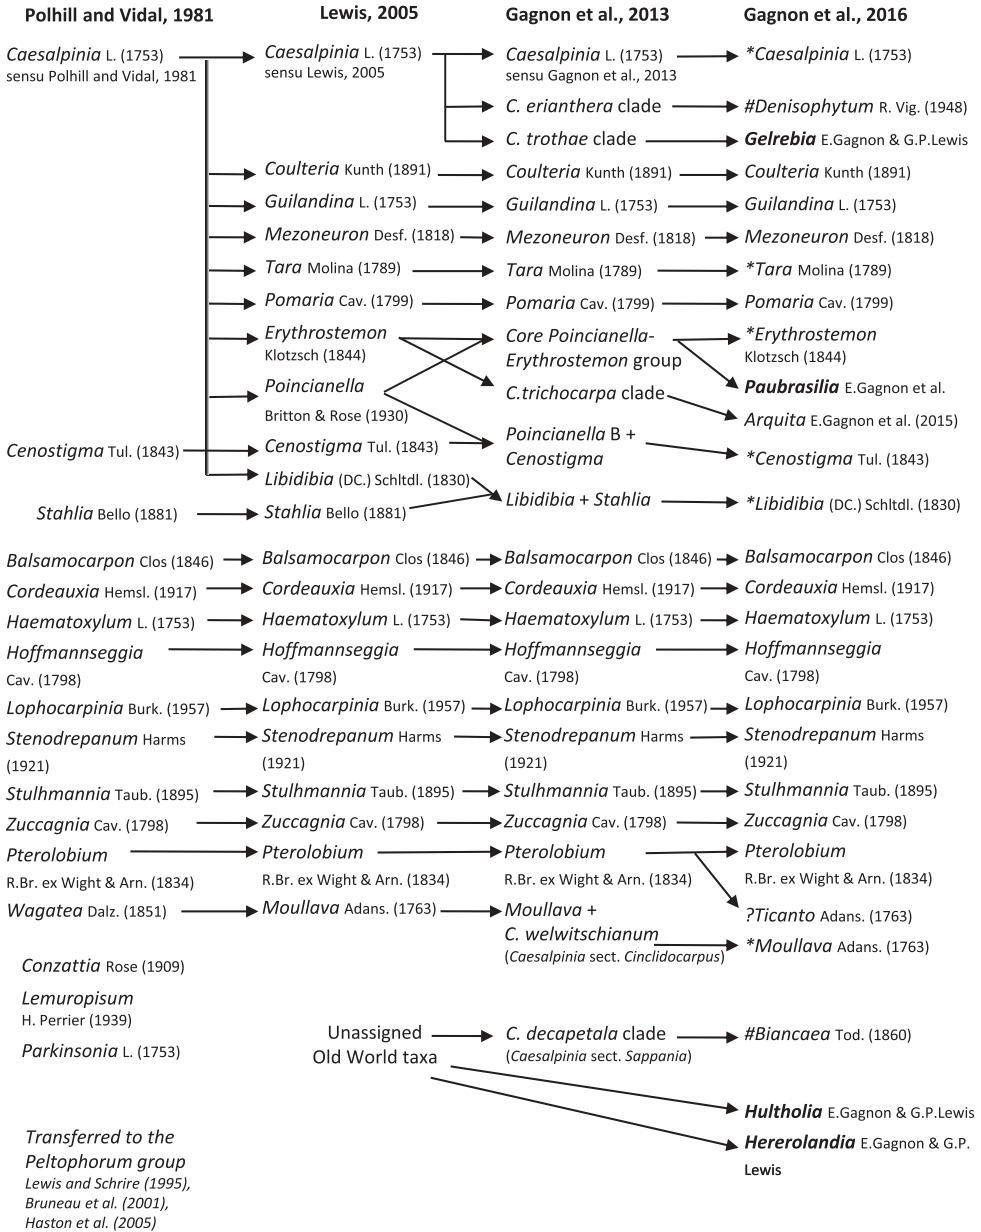 Polhill and Vidal, 1981
Lewis, 2005
Gagnon et al., 2013
Gagnon et al., 2016
Caesalpinia L. (1753)
sensu Polhill and Vidal, 1981
Caesalpinia L. (1753)
sensu Lewis, 2005
Caesalpinia L. (1753)
sensu Gagnon et al., 2013
*Caesalpinia L. (1753)
C. erianthera clade
#Denisophytum R. Vig. (1948)
C. trothae clade
Gelrebia E.Gagnon & G.P.Lewis
Coulteria Kunth (1891)
Coulteria Kunth (1891)
Coulteria Kunth (1891)
Guilandina L. (1753)
Guilandina L. (1753)
Guilandina L. (1753)
Mezoneuron Desf. (1818)
Mezoneuron Desf. (1818)
Mezoneuron Desf. (1818)
Tara Molina (1789)
Tara Molina (1789)
*Tara Molina (1789)
Pomaria Cav. (1799)
Pomaria Cav. (1799)
Pomaria Cav. (1799)
Erythrostemon
Klotzsch (1844)
Core Poincianella-
Erythrostemon group
*Erythrostemon
Klotzsch (1844)
Poincianella
Britton & Rose (1930)
C.trichocarpa clade
Paubrasilia E.Gagnon et al.
Arquita E.Gagnon et al. (2015)
Cenostigma Tul. (1843)
Cenostigma Tul. (1843)
Poincianella B +
Cenostigma
*Cenostigma Tul. (1843)
Libidibia (DC.) Schltdl. (1830)
Libidibia + Stahlia
*Libidibia (DC.) Schltdl. (1830)
Stahlia Bello (1881)
Stahlia Bello (1881)
Balsamocarpon Clos (1846)
Balsamocarpon Clos (1846)
Balsamocarpon Clos (1846)
Balsamocarpon Clos (1846)
Cordeauxia Hemsl. (1917)
Cordeauxia Hemsl. (1917)
Cordeauxia Hemsl. (1917)
Cordeauxia Hemsl. (1917)
Haematoxylum L. (1753)
Haematoxylum L. (1753)
Haematoxylum L. (1753)
Haematoxylum L. (1753)
Hoffmannseggia
Cav. (1798)
Hoffmannseggia
Cav. (1798)
Hoffmannseggia
Cav. (1798)
Hoffmannseggia
Cav. (1798)
Lophocarpinia Burk. (1957)
Lophocarpinia Burk. (1957)
Lophocarpinia Burk. (1957)
Lophocarpinia Burk. (1957)
Stenodrepanum Harms
(1921)
Stenodrepanum Harms
(1921)
Stenodrepanum Harms
(1921)
Stenodrepanum Harms
(1921)
Stulhmannia Taub. (1895)
Stulhmannia Taub. (1895)
Stulhmannia Taub. (1895)
Stulhmannia Taub. (1895)
Zuccagnia Cav. (1798)
Zuccagnia Cav. (1798)
Zuccagnia Cav. (1798)
Zuccagnia Cav. (1798)
Pterolobium
R.Br. ex Wight & Arn. (1834)
Pterolobium
R.Br. ex Wight & Arn. (1834)
Pterolobium
R.Br. ex Wight & Arn. (1834)
Pterolobium
R.Br. ex Wight & Arn. (1834)
Wagatea Dalz. (1851)
Moullava Adans. (1763)
Moullava +
C. welwitschianum
(Caesalpinia sect. Cinclidocarpus)
?Ticanto Adans. (1763)
*Moullava Adans. (1763)
Conzattia Rose (1909)
Lemuropisum
H. Perrier (1939)
Parkinsonia L. (1753)
Unassigned
Old World taxa
C. decapetala clade
(Caesalpinia sect. Sappania)
#Biancaea Tod. (1860)
Hultholia E.Gagnon & G.P.Lewis
Hererolandia E.Gagnon & G.P.
Lewis
Transferred to the
Peltophorum group
Lewis and Schrire (1995),
Bruneau et al. (2001),
Haston et al. (2005)